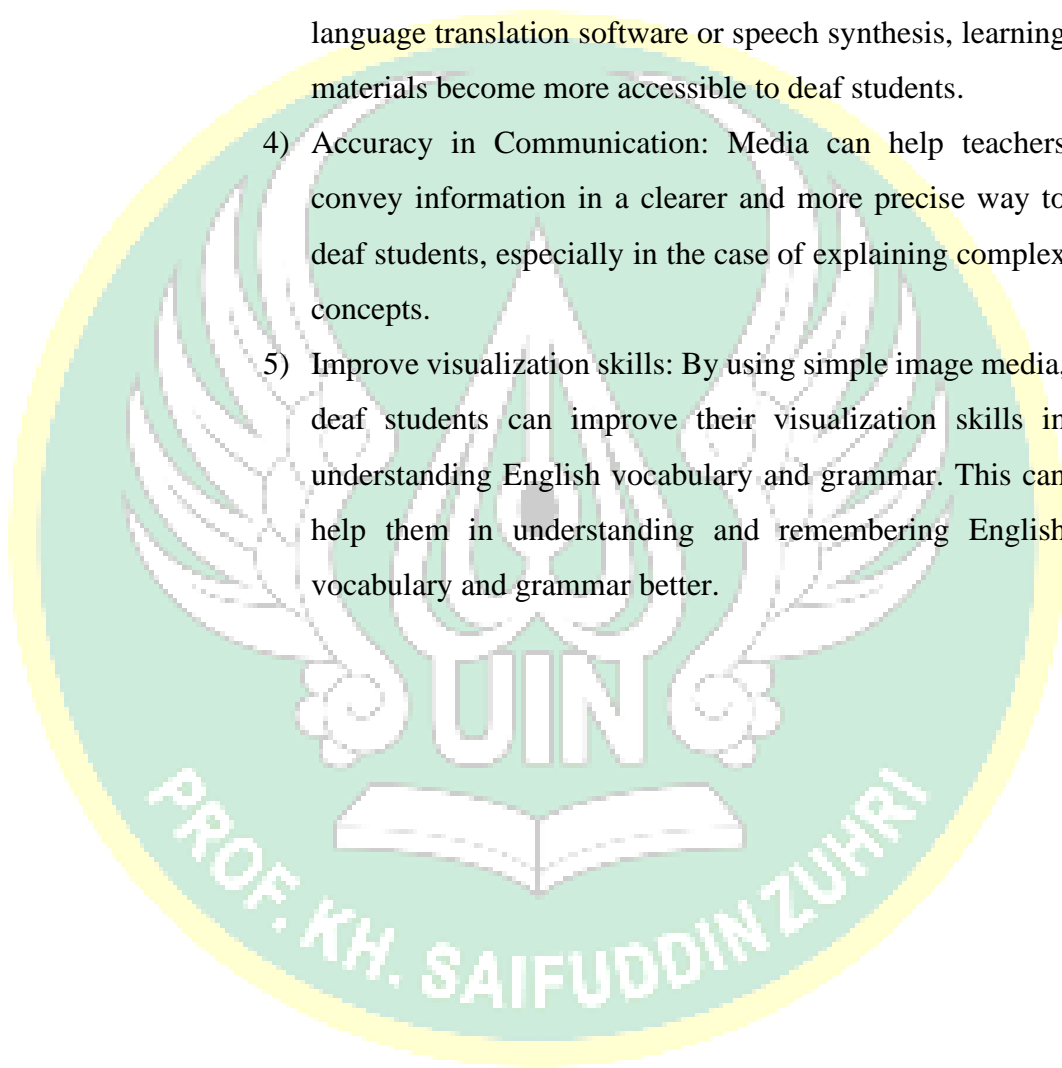 language translation software or speech synthesis, learning
materials become more accessible to deaf students.
4) Accuracy in Communication: Media can help teachers
convey information in a clearer and more precise way to
deaf students, especially in the case of explaining complex
concepts.
5) Improve visualization skills: By using simple image media,
deaf students can improve their visualization skills in
understanding English vocabulary and grammar. This can
help them in understanding and remembering English
vocabulary and grammar better.
UIN
PROF. KH. SAIFUDDIN ZUHRI